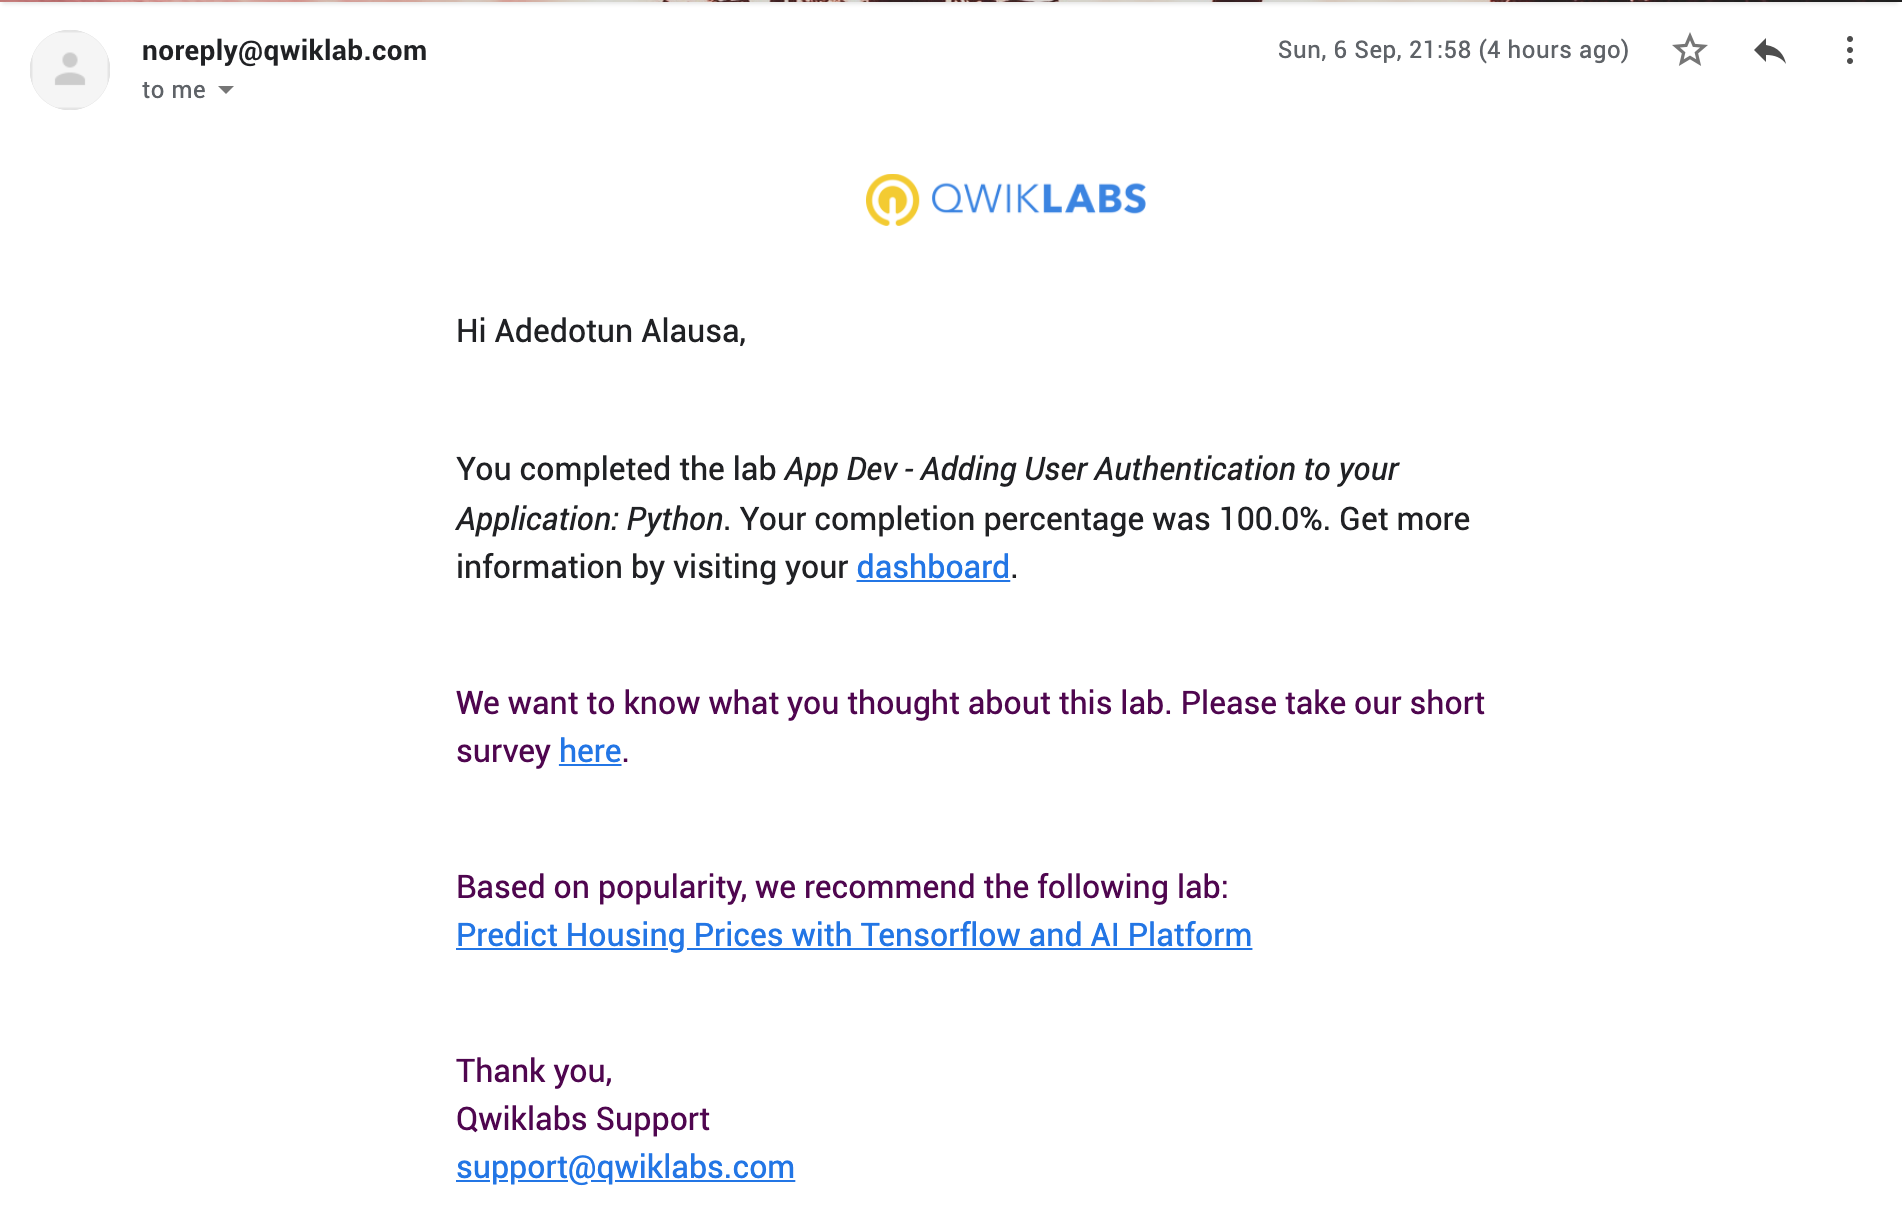 noreply@qwiklab.com
Sun, 6 Sep, 21:58 (4 hours ago)
to me
QWIKLABS
Hi Adedotun Alausa,
You completed the lab App Dev - Adding User Authentication to your
Application: Python. Your completion percentage was 100.0%. Get more
information by visiting your dashboard.
We want to know what you thought about this lab. Please take our short
survey here.
Based on popularity, we recommend the following lab:
Predict Housing Prices with Tensorflow and AI Platform
Thank you,
Qwiklabs Support
support@qwiklabs.com